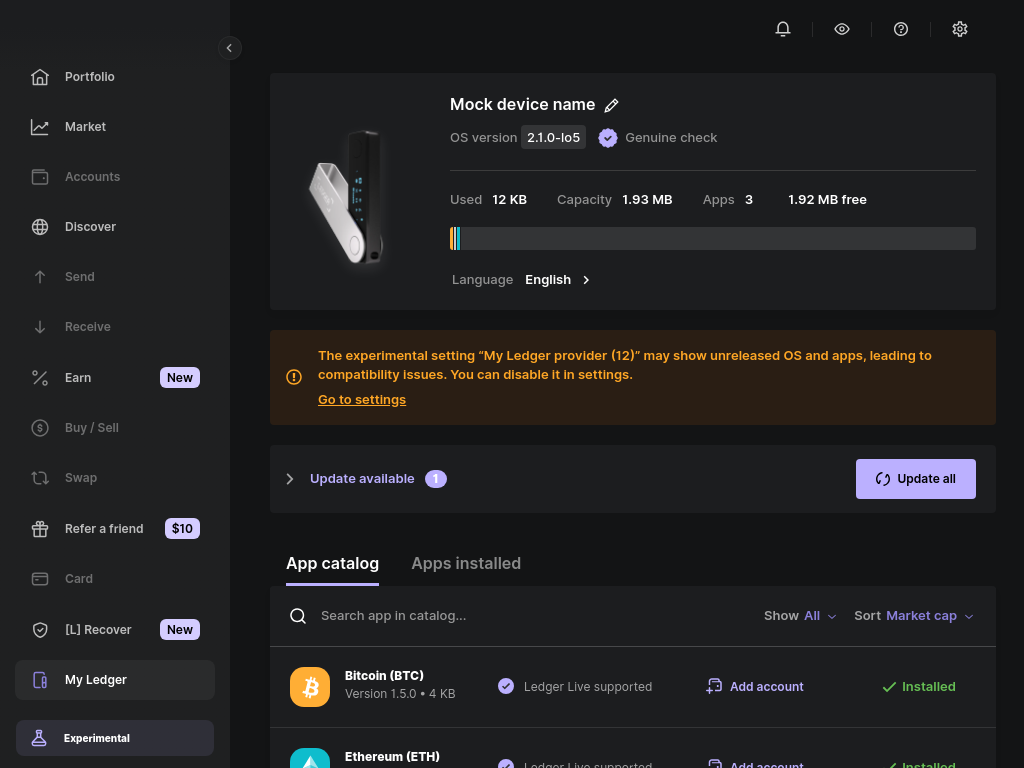 Portfolio
Market
Accounts
Discover
Send
Receive
Earn New
Buy / Sell
Swap
Refer a friend $10
Card
[L] Recover New
My Ledger
Experimental
Mock device name
OS version 2.1.0-lo5 Genuine check
Used 12 KB Capacity 1.93 MB Apps 3 1.92 MB free
Language English
The experimental setting “My Ledger provider (12)” may show unreleased OS and apps, leading to
compatibility issues. You can disable it in settings.
Go to settings
Update available 1 Update all
App catalog Apps installed
Search app in catalog... Show All Sort Market cap
Bitcoin (BTC)
Version 1.5.0 • 4 KB Ledger Live supported Add account Installed
Ethereum (ETH)
Ledger Live supported Add account Installed